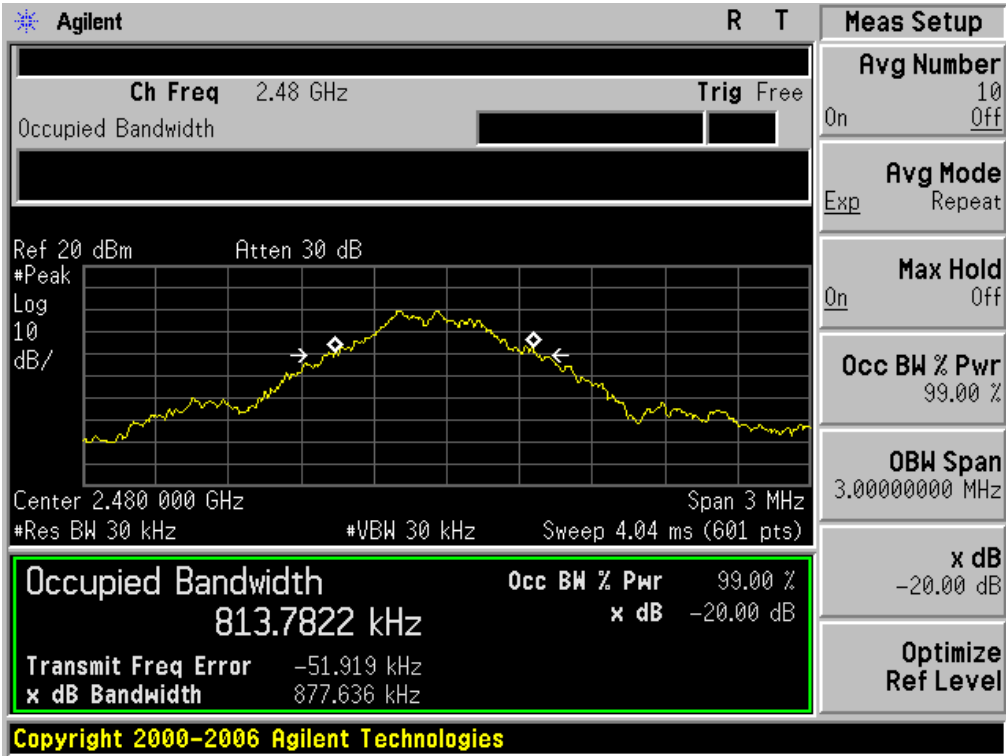 Agilent R T
Ch Freq 2.48 GHz Trig Free
Occupied Bandwidth
Ref 20 dBm Atten 30 dB
#Peak
Log
10
dB/
Center 2.480 000 GHz Span 3 MHz
#Res BW 30 kHz #VBW 30 kHz Sweep 4.04 ms (601 pts)
Occupied Bandwidth
813.7822 kHz
Occ BW % Pwr 99.00 %
x dB -20.00 dB
Transmit Freq Error -51.919 kHz
x dB Bandwidth 877.636 kHz
Copyright 2000-2006 Agilent Technologies
Meas Setup
Avg Number
10
On Off
Avg Mode
Exp Repeat
Max Hold
On Off
Occ BW % Pwr
99.00 %
OBW Span
3.00000000 MHz
x dB
-20.00 dB
Optimize
Ref Level